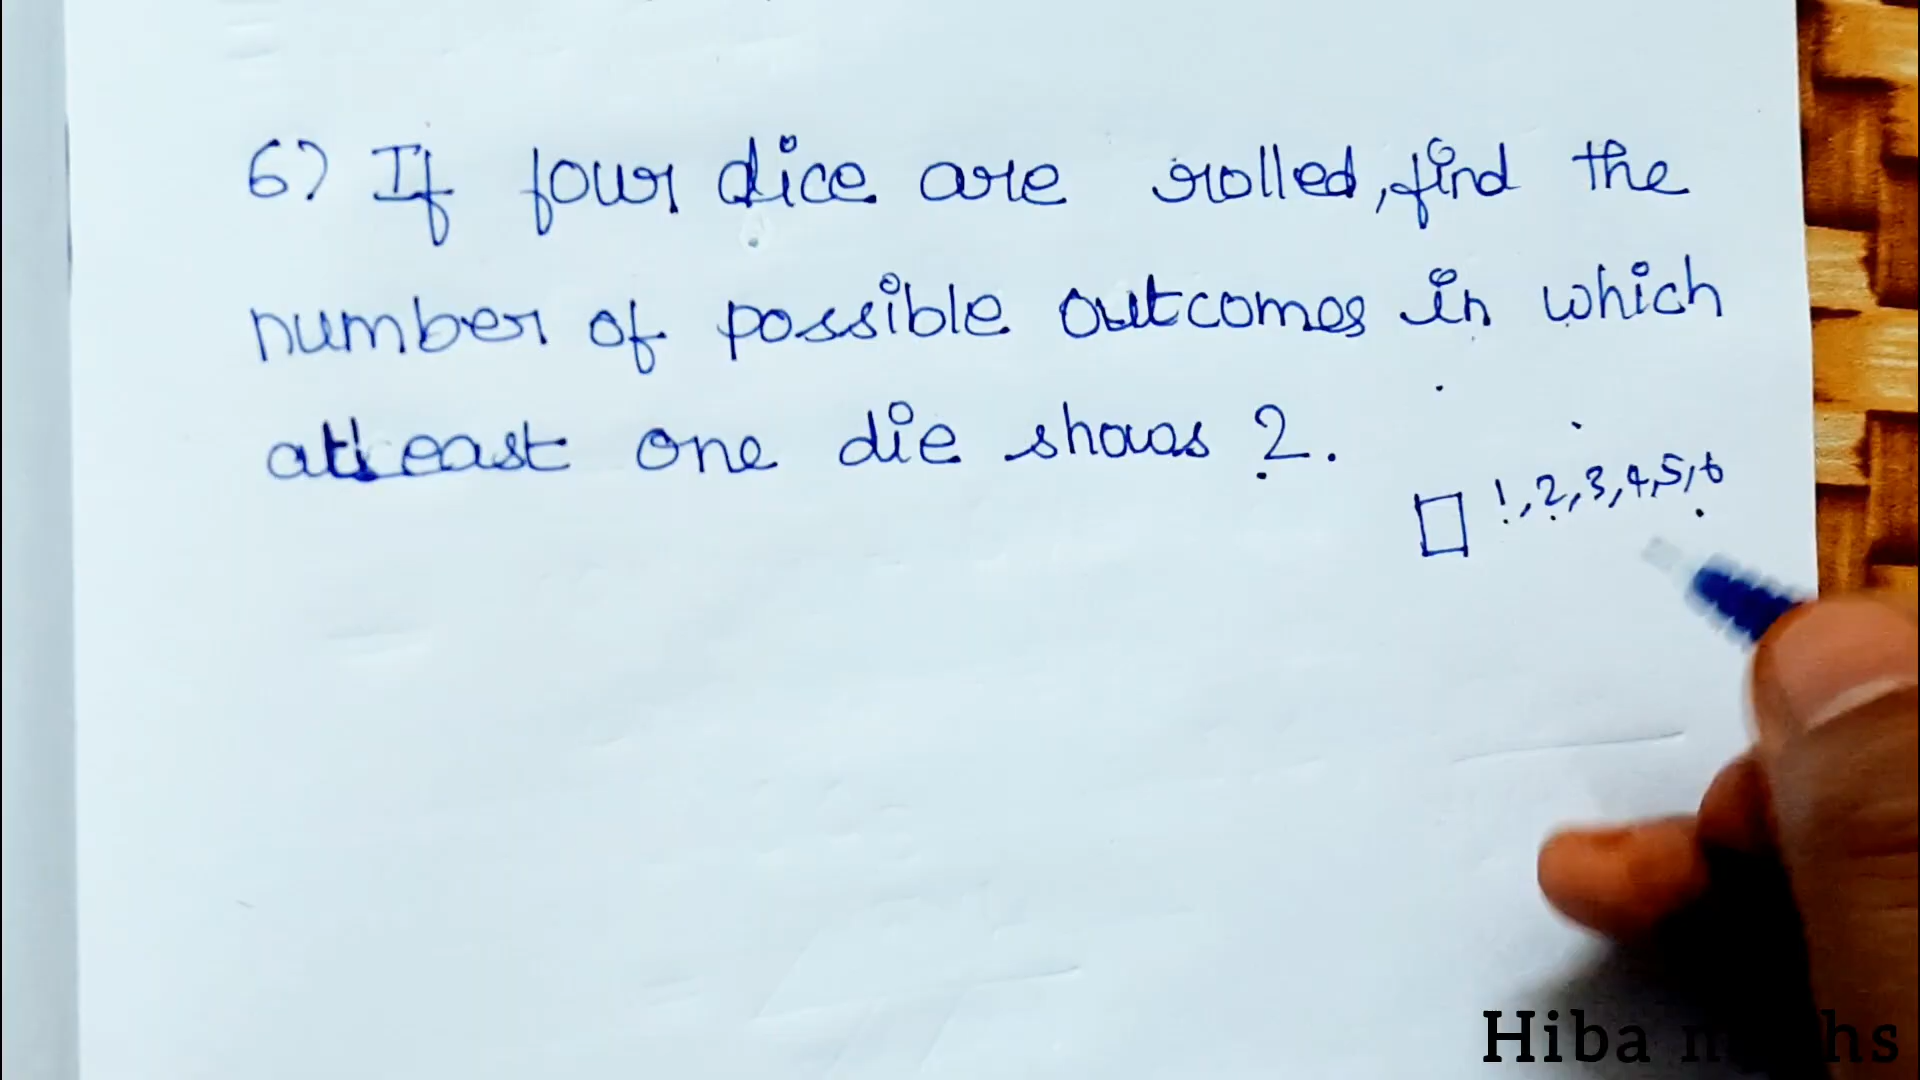 6) If four dice are rolled, find the
number of possible outcomes in which
atleast one die shows 2.
1, 2, 3, 4, 5, 6
Hiba